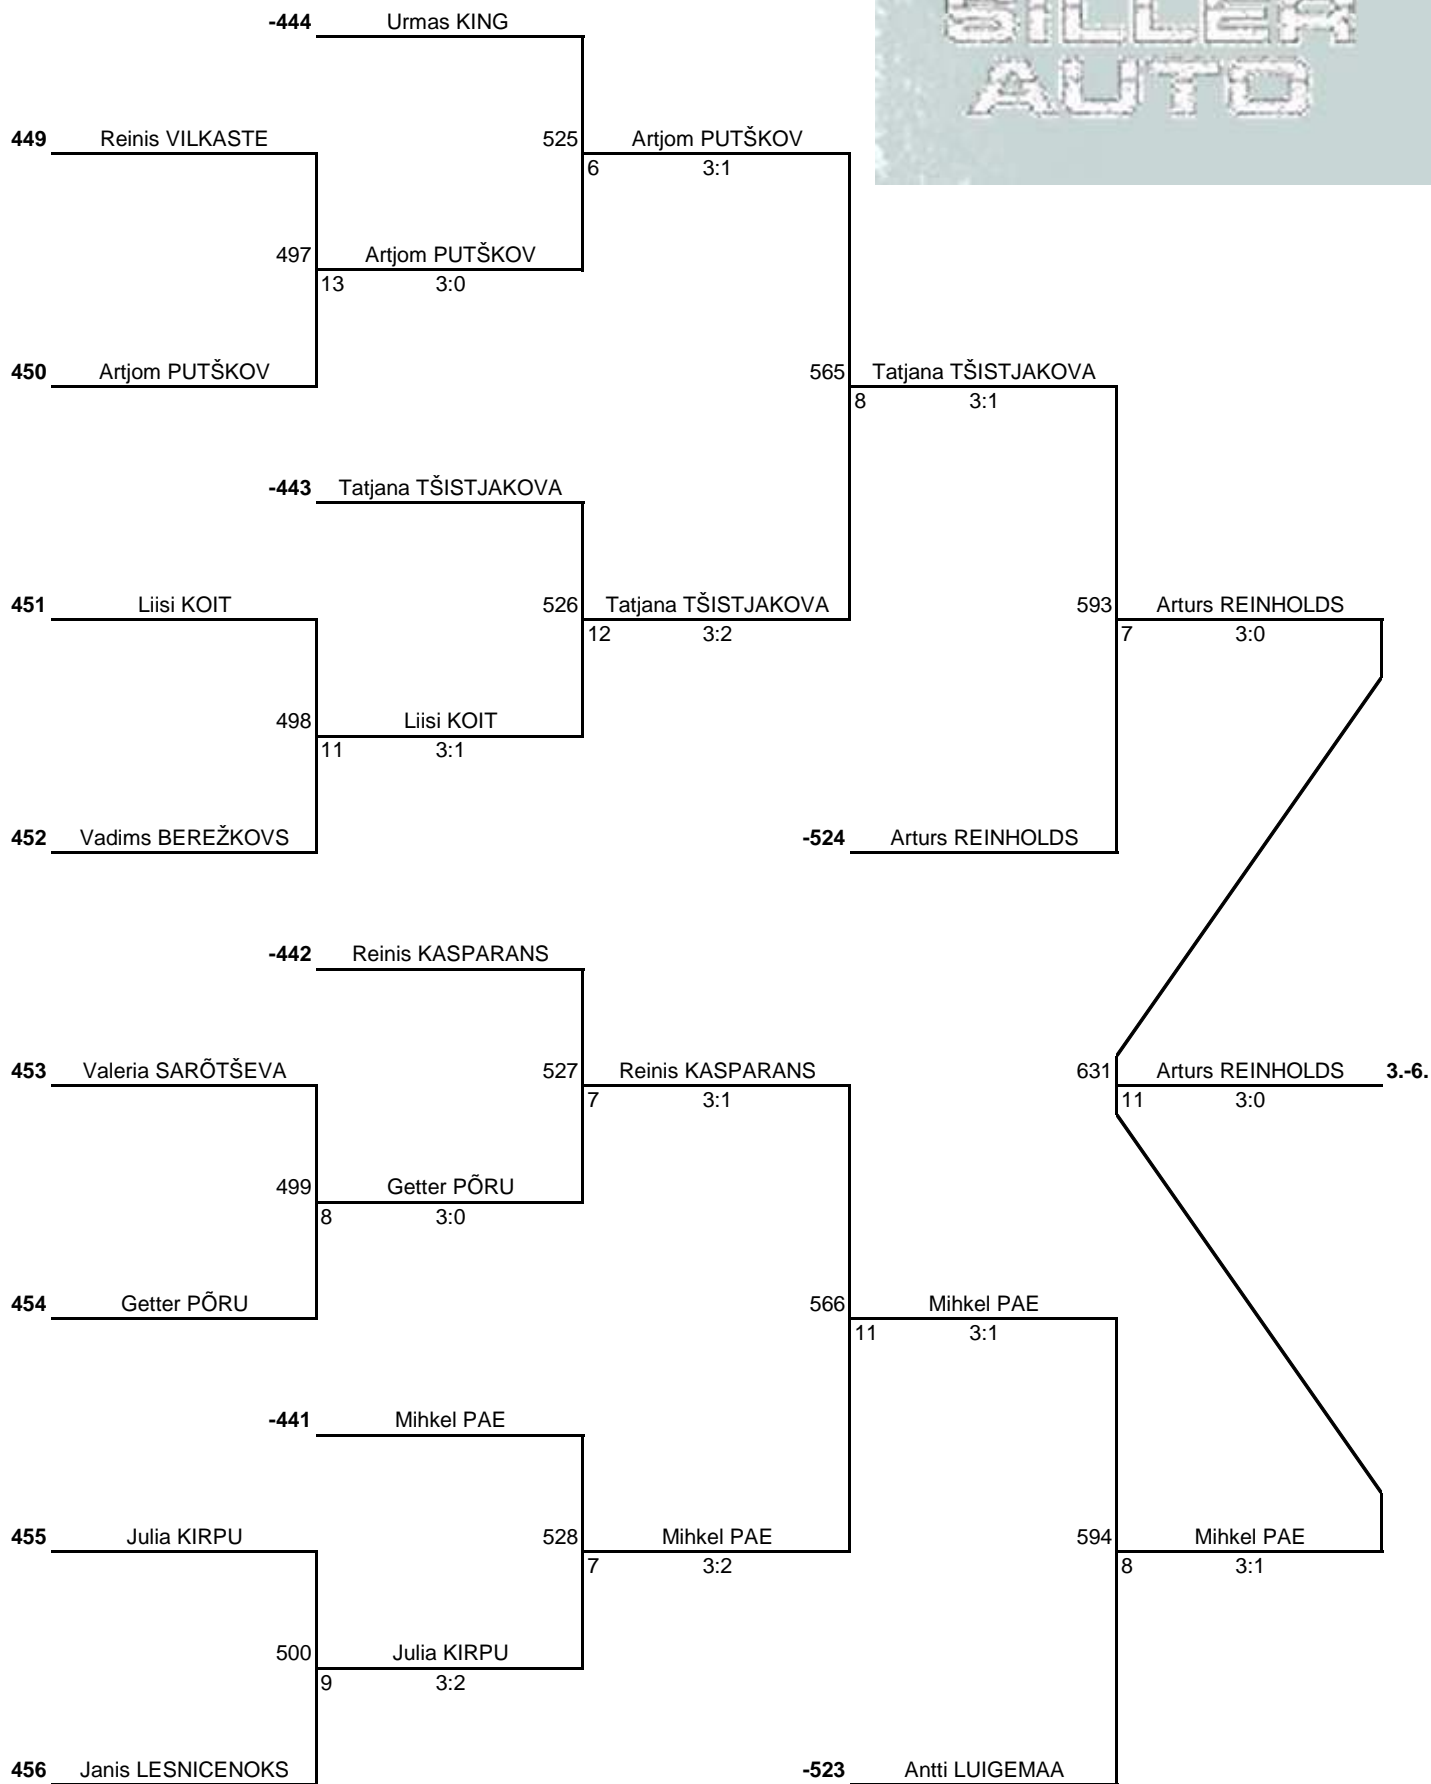 -444 Urmas KING
SILLER
AUTO
449 Reinis VILKASTE 525 Artjom PUTŠKOV
6 3:1
497 Artjom PUTŠKOV
13 3:0
450 Artjom PUTŠKOV 565 Tatjana TŠISTJAKOVA
8 3:1
-443 Tatjana TŠISTJAKOVA
451 Liisi KOIT 526 Tatjana TŠISTJAKOVA 593 Arturs REINHOLDS
12 3:2 7 3:0
498 Liisi KOIT
11 3:1
452 Vadims BEREŽKOVS -524 Arturs REINHOLDS
-442 Reinis KASPARANS
453 Valeria SARÕTŠEVA 527 Reinis KASPARANS 631 Arturs REINHOLDS 3.-6.
7 3:1 11 3:0
499 Getter PÕRU
8 3:0
454 Getter PÕRU 566 Mihkel PAE
11 3:1
-441 Mihkel PAE
455 Julia KIRPU 528 Mihkel PAE 594 Mihkel PAE
7 3:2 8 3:1
500 Julia KIRPU
9 3:2
456 Janis LESNICENOKS -523 Antti LUIGEMAA